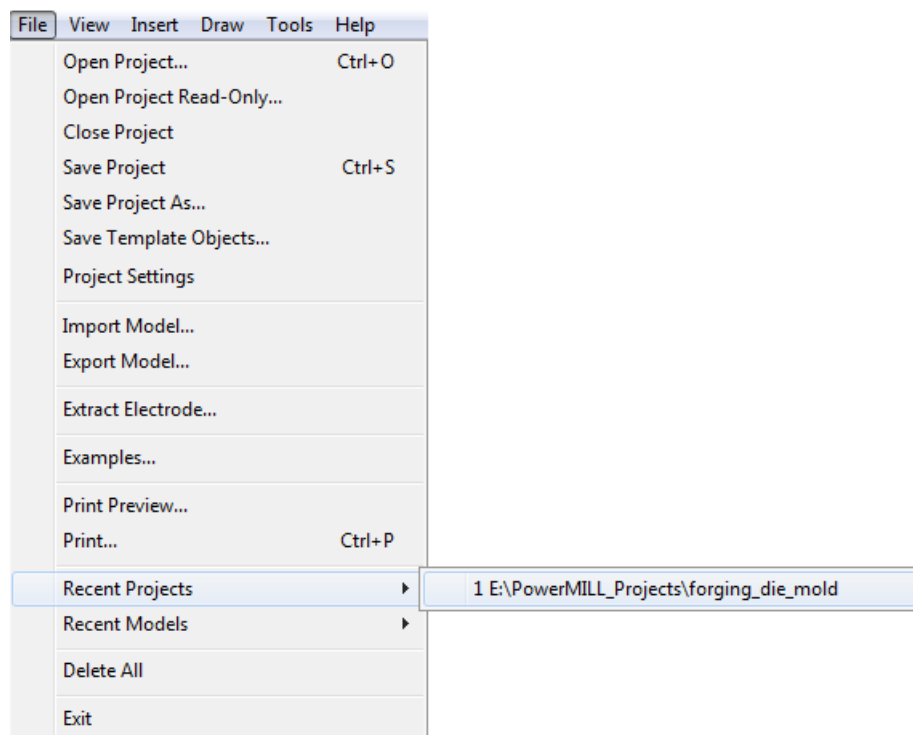 File View Insert Draw Tools Help
Open Project... Ctrl+O
Open Project Read-Only...
Close Project
Save Project Ctrl+S
Save Project As...
Save Template Objects...
Project Settings
Import Model...
Export Model...
Extract Electrode...
Examples...
Print Preview...
Print... Ctrl+P
Recent Projects 1 E:\PowerMILL_Projects\forging_die_mold
Recent Models
Delete All
Exit